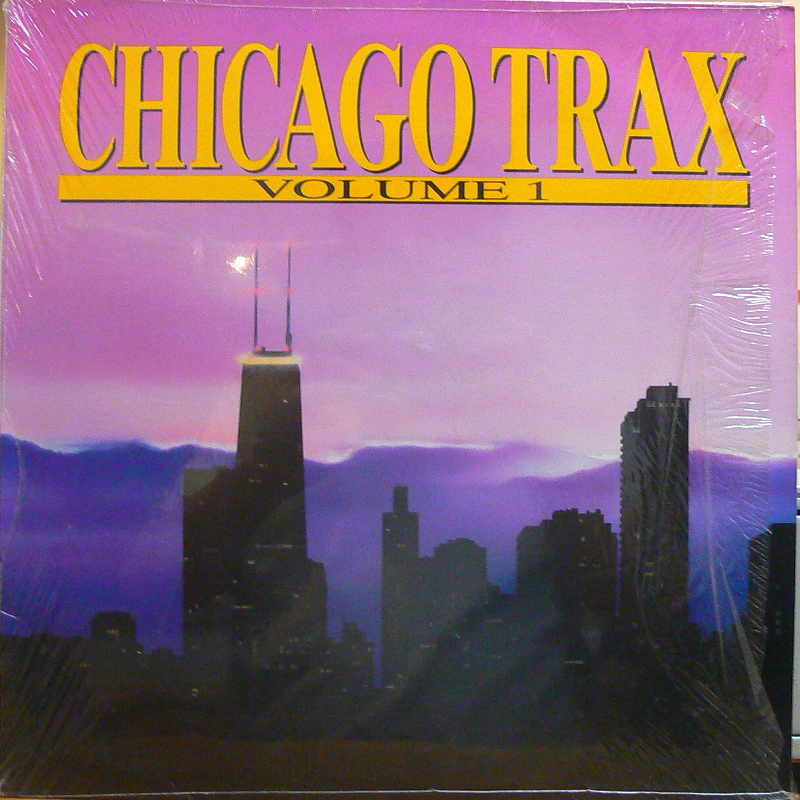 CHICAGO TRAX
VOLUME 1